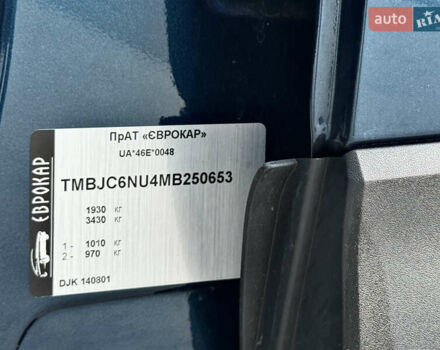 auto RIA
ЄВРОКАР
ПрАТ «ЄВРОКАР»
UA*46E*0048
TMBJC6NU4MB250653
1930 кг
3430 кг
1 - 1010 кг
2 - 970 кг
DJK 140801